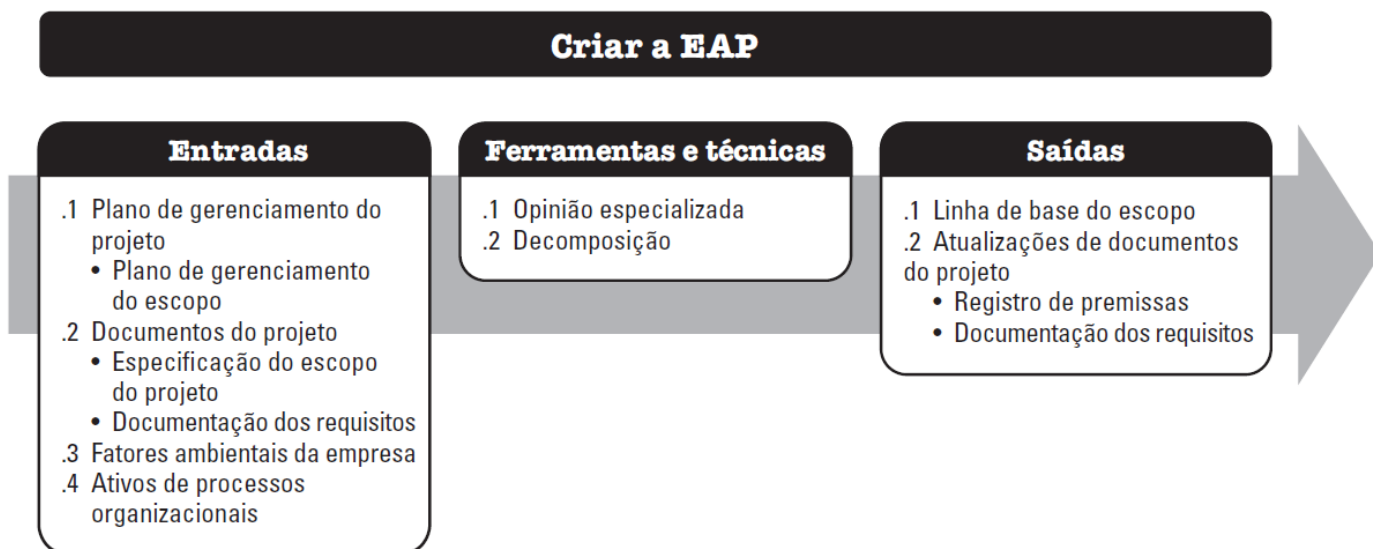 Criar a EAP
Entradas
.1 Plano de gerenciamento do
projeto
• Plano de gerenciamento
do escopo
.2 Documentos do projeto
• Especificação do escopo
do projeto
• Documentação dos requisitos
.3 Fatores ambientais da empresa
.4 Ativos de processos
organizacionais
Ferramentas e técnicas
.1 Opinião especializada
.2 Decomposição
Saídas
.1 Linha de base do escopo
.2 Atualizações de documentos
do projeto
• Registro de premissas
• Documentação dos requisitos